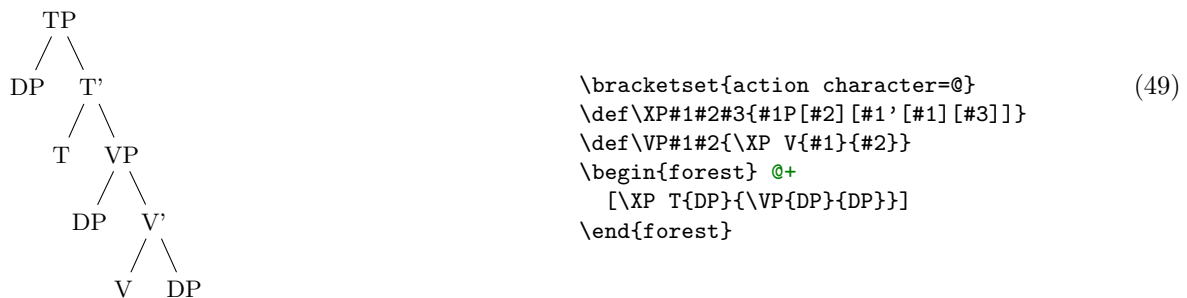 TP
DP T'
T VP
DP V'
V DP
\bracketset{action character=@}
\def\XP#1#2#3{#1P[#2][#1'[#1][#3]]}
\def\VP#1#2{\XP V{#1}{#2}}
\begin{forest} @+
[\XP T{DP}{\VP{DP}{DP}}]
\end{forest}
(49)